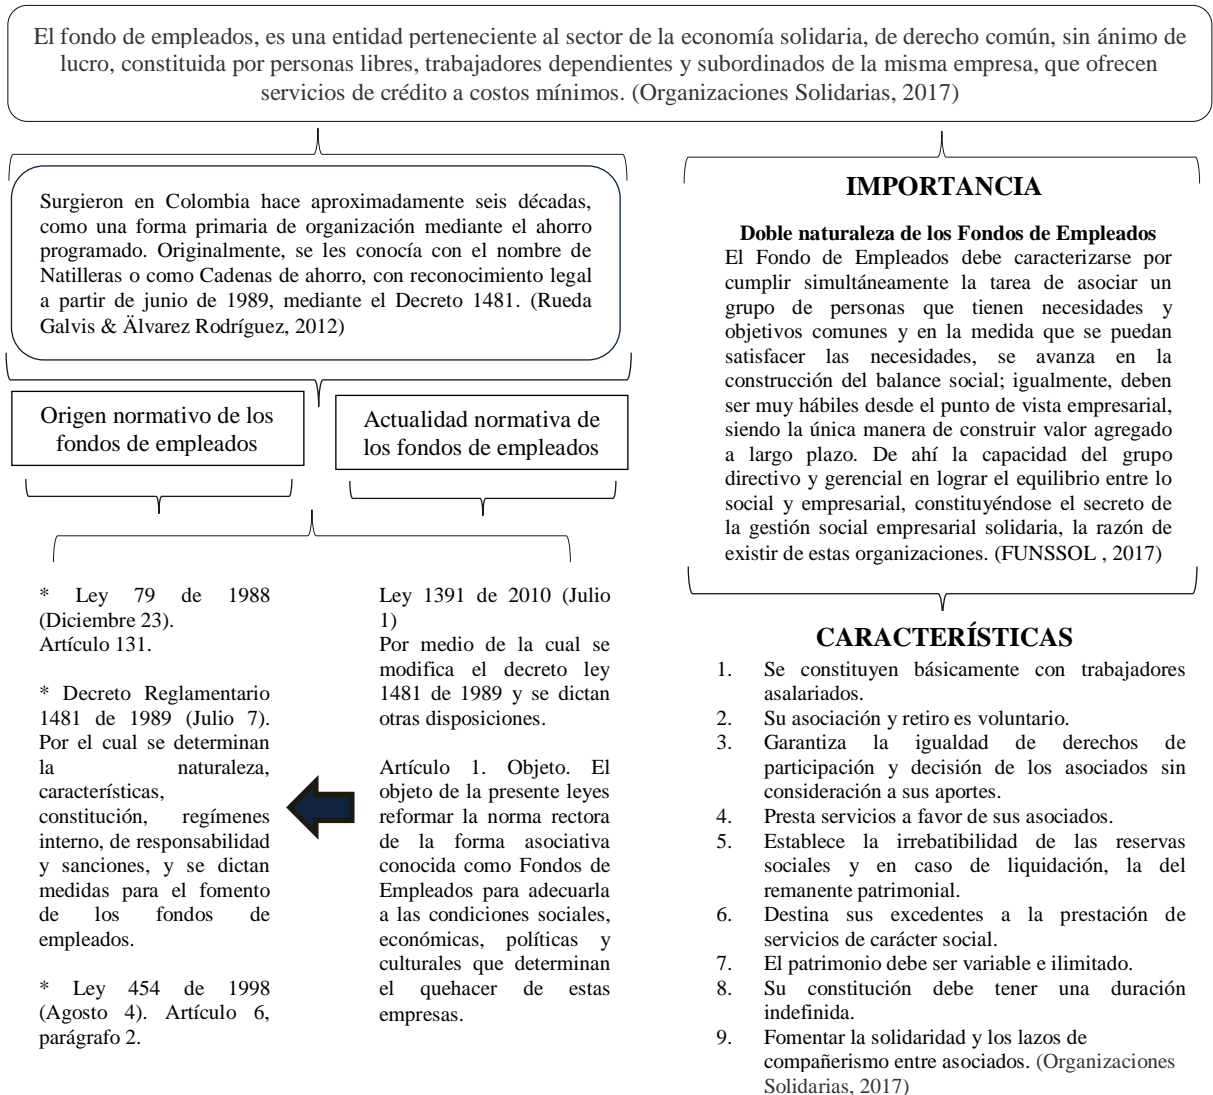 El fondo de empleados, es una entidad perteneciente al sector de la economía solidaria, de derecho común, sin ánimo de
lucro, constituida por personas libres, trabajadores dependientes y subordinados de la misma empresa, que ofrecen
servicios de crédito a costos mínimos. (Organizaciones Solidarias, 2017)
Surgieron en Colombia hace aproximadamente seis décadas,
como una forma primaria de organización mediante el ahorro
programado. Originalmente, se les conocía con el nombre de
Natilleras o como Cadenas de ahorro, con reconocimiento legal
a partir de junio de 1989, mediante el Decreto 1481. (Rueda
Galvis & Älvarez Rodríguez, 2012)
Origen normativo de los
fondos de empleados
Actualidad normativa de
los fondos de empleados
* Ley 79 de 1988
(Diciembre 23).
Artículo 131.
* Decreto Reglamentario
1481 de 1989 (Julio 7).
Por el cual se determinan
la naturaleza,
características,
constitución, regímenes
interno, de responsabilidad
y sanciones, y se dictan
medidas para el fomento
de los fondos de
empleados.
* Ley 454 de 1998
(Agosto 4). Artículo 6,
parágrafo 2.
Ley 1391 de 2010 (Julio
1)
Por medio de la cual se
modifica el decreto ley
1481 de 1989 y se dictan
otras disposiciones.
Artículo 1. Objeto. El
objeto de la presente leyes
reformar la norma rectora
de la forma asociativa
conocida como Fondos de
Empleados para adecuarla
a las condiciones sociales,
económicas, políticas y
culturales que determinan
el quehacer de estas
empresas.
IMPORTANCIA
Doble naturaleza de los Fondos de Empleados
El Fondo de Empleados debe caracterizarse por
cumplir simultáneamente la tarea de asociar un
grupo de personas que tienen necesidades y
objetivos comunes y en la medida que se puedan
satisfacer las necesidades, se avanza en la
construcción del balance social; igualmente, deben
ser muy hábiles desde el punto de vista empresarial,
siendo la única manera de construir valor agregado
a largo plazo. De ahí la capacidad del grupo
directivo y gerencial en lograr el equilibrio entre lo
social y empresarial, constituyéndose el secreto de
la gestión social empresarial solidaria, la razón de
existir de estas organizaciones. (FUNSSOL , 2017)
CARACTERÍSTICAS
1. Se constituyen básicamente con trabajadores
asalariados.
2. Su asociación y retiro es voluntario.
3. Garantiza la igualdad de derechos de
participación y decisión de los asociados sin
consideración a sus aportes.
4. Presta servicios a favor de sus asociados.
5. Establece la irrebatibilidad de las reservas
sociales y en caso de liquidación, la del
remanente patrimonial.
6. Destina sus excedentes a la prestación de
servicios de carácter social.
7. El patrimonio debe ser variable e ilimitado.
8. Su constitución debe tener una duración
indefinida.
9. Fomentar la solidaridad y los lazos de
compañerismo entre asociados. (Organizaciones
Solidarias, 2017)